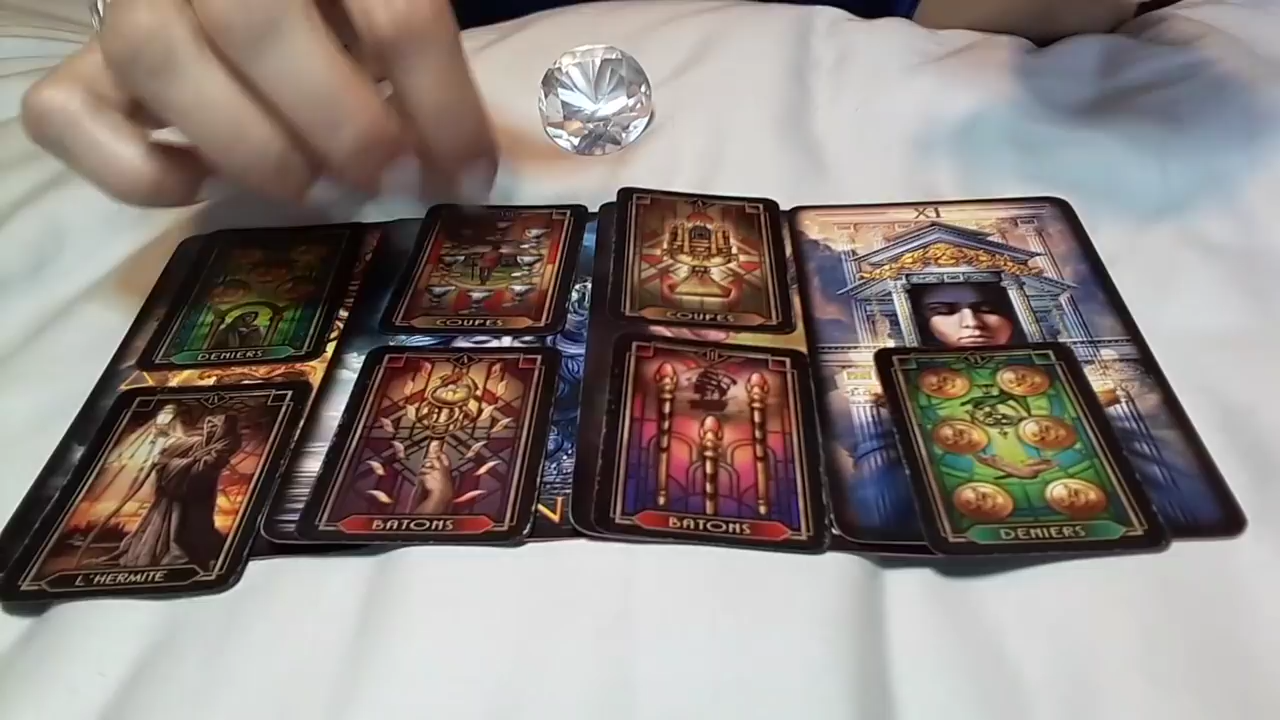 XI
COUPES
COUPES
DENIERS
BATONS
BATONS
DENIERS
L'HERMITE